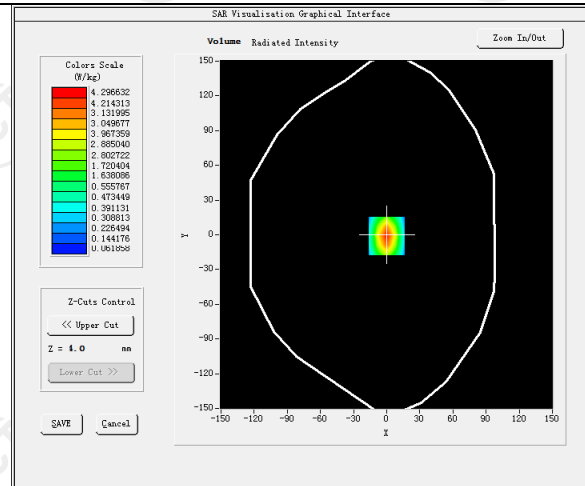 SAR Visualisation Graphical Interface
Volume Radiated Intensity
Zoom In/Out
Colors Scale
(W/kg)
4.296632
4.214313
3.131995
3.049677
3.967359
2.885040
2.802722
1.720404
1.638086
0.555767
0.473449
0.391131
0.308813
0.226494
0.144176
0.061858
Z-Cuts Control
<< Upper Cut
Z = 4.0 mm
Lower Cut >>
SAVE
Cancel
150
120
90
60
30
0
-30
-60
-90
-120
-150
Y
-150 -120 -90 -60 -30 0 30 60 90 120 150
X